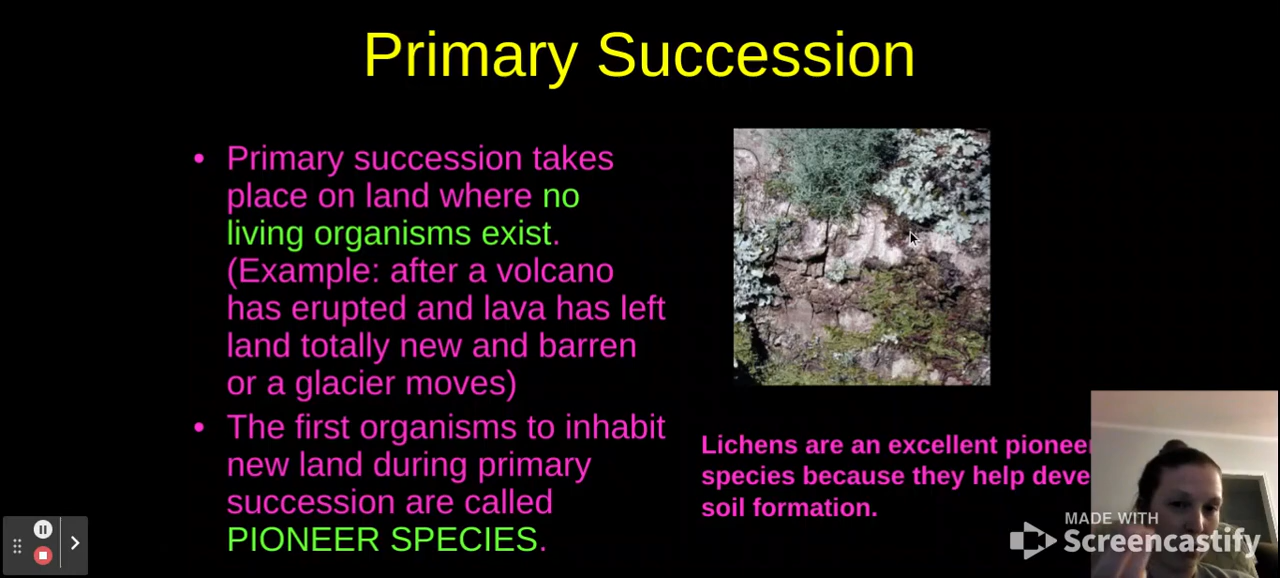 Primary Succession
• Primary succession takes
place on land where no
living organisms exist.
(Example: after a volcano
has erupted and lava has left
land totally new and barren
or a glacier moves)
• The first organisms to inhabit
new land during primary
succession are called
PIONEER SPECIES.
Lichens are an excellent pioneer
species because they help deve
soil formation.
MADE WITH
Screencastify